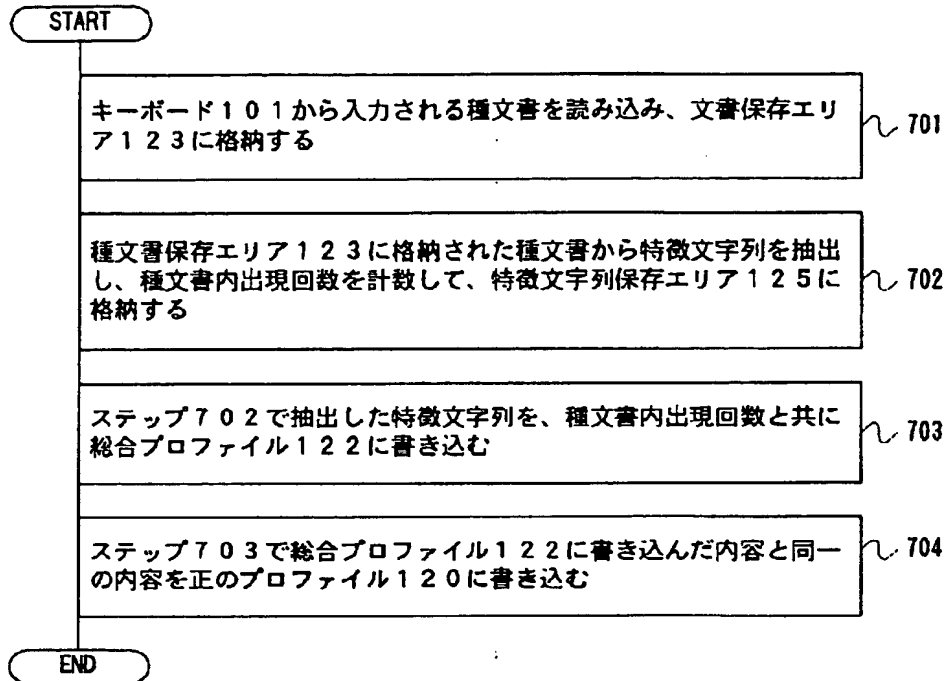 START
キーボード１０１から入力される種文書を読み込み、文書保存エリ
ア１２３に格納する
701
種文書保存エリア１２３に格納された種文書から特徴文字列を抽出
し、種文書内出現回数を計数して、特徴文字列保存エリア１２５に
格納する
702
ステップ７０２で抽出した特徴文字列を、種文書内出現回数と共に
総合プロファイル１２２に書き込む
703
ステップ７０３で総合プロファイル１２２に書き込んだ内容と同一
の内容を正のプロファイル１２０に書き込む
704
END